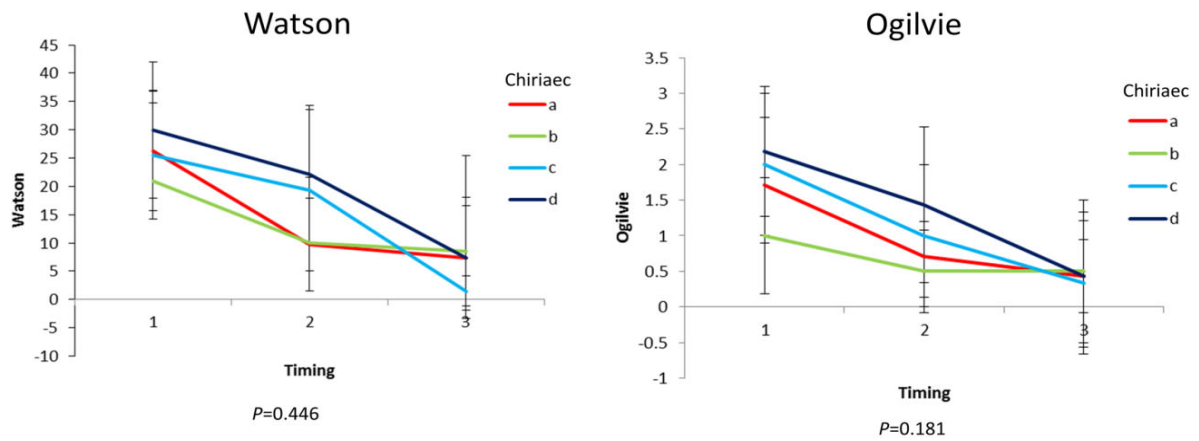 Watson
45
40
35
30
25
20
15
10
5
0
-5
-10
Watson
1 2 3
Timing
P=0.446
Chiriaec
a
b
c
d
Ogilvie
3.5
3
2.5
2
1.5
1
0.5
0
-0.5
-1
Ogilvie
1 2 3
Timing
P=0.181
Chiriaec
a
b
c
d